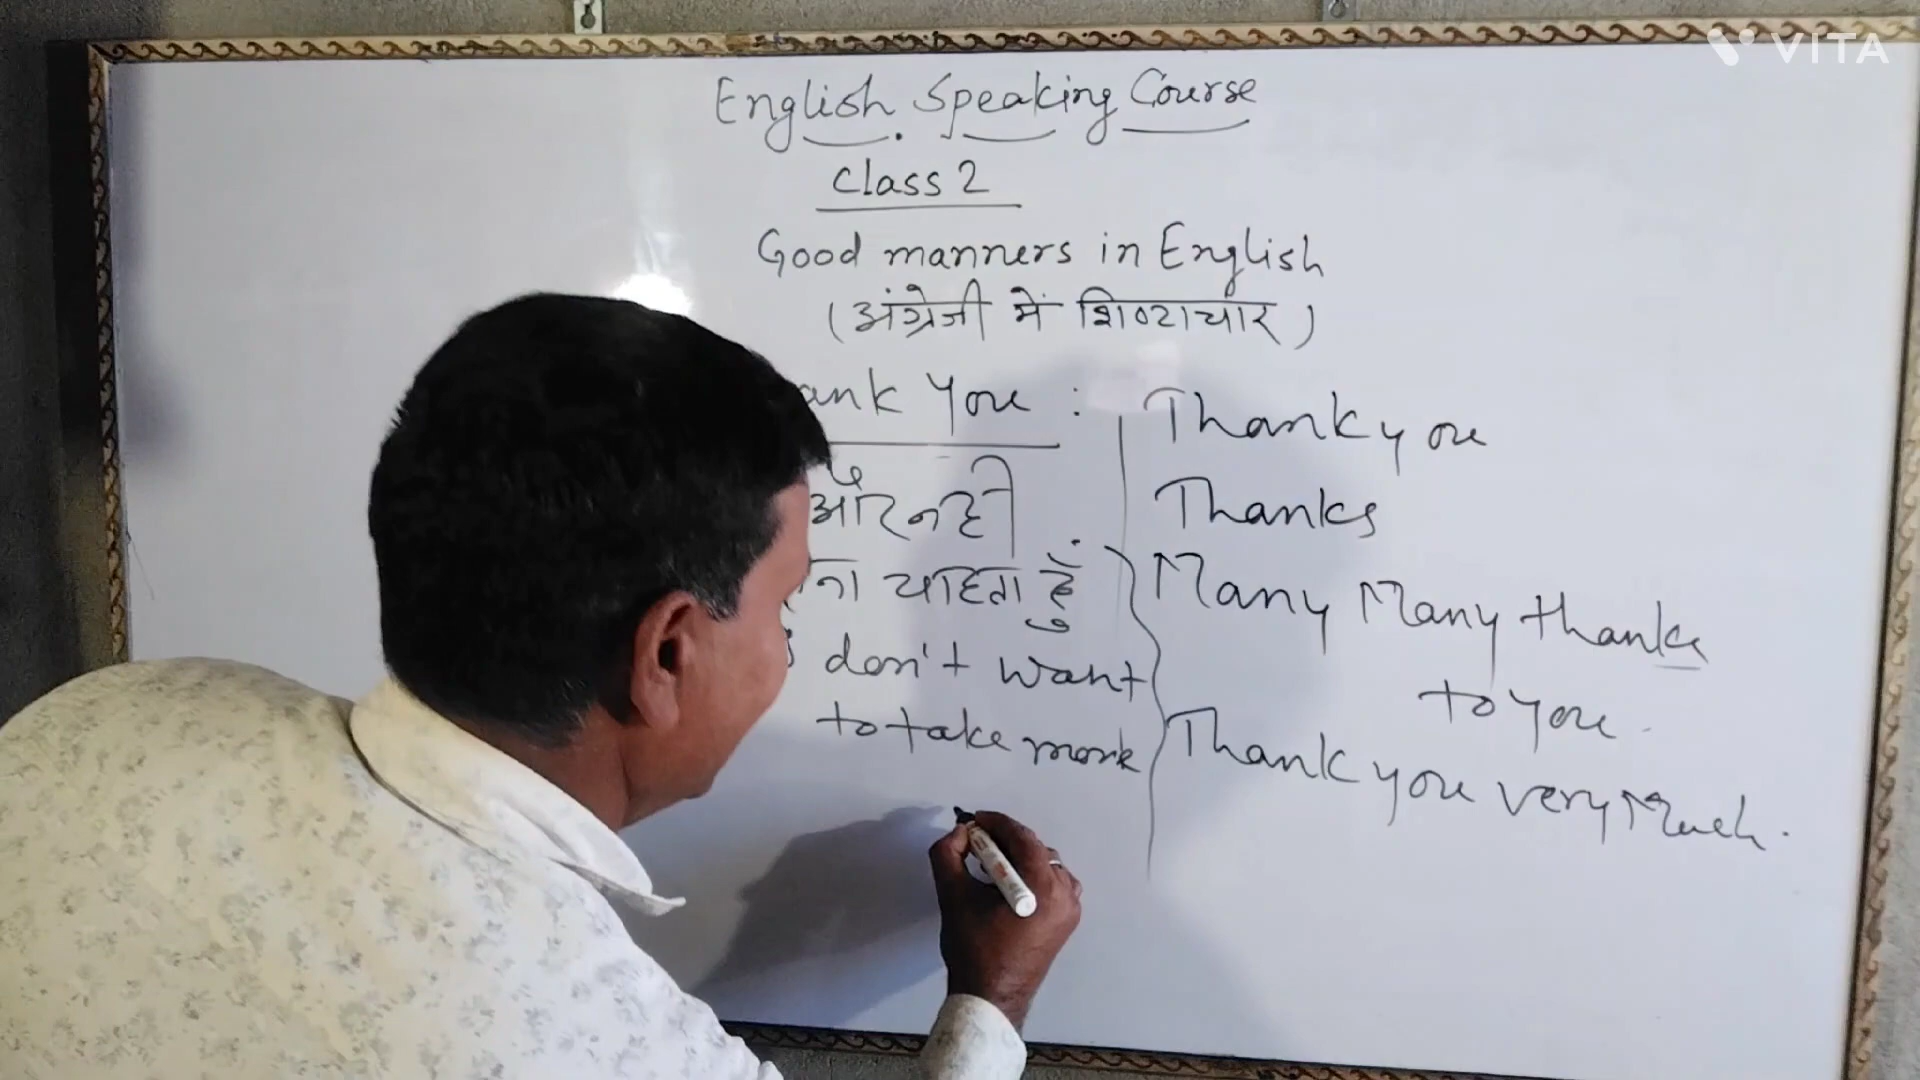 VITA
English Speaking Course
Class 2
Good manners in English
(अंग्रेजी में शिष्टाचार)
ank You :
और नही
चाहता हूँ
don't want
to take more
Thank you
Thanks
Many Many thanks
to you.
Thank you very Much.